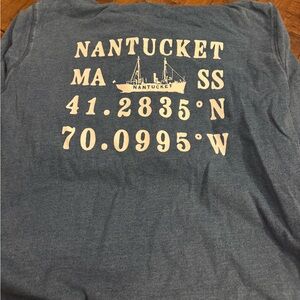 NANTUCKET
MA SS
NANTUCKET
41.2835° N
70.0995° W